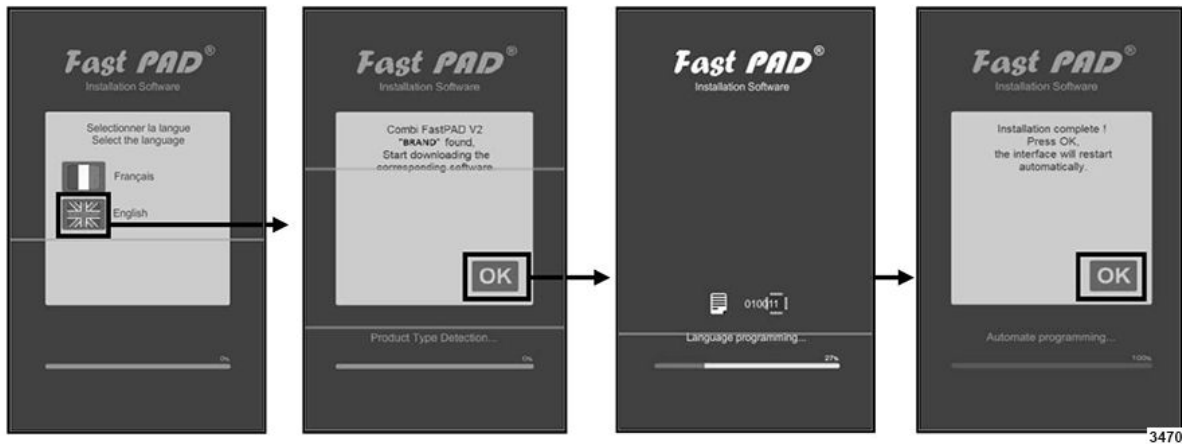 Fast PAD®
Installation Software
Selectionner la langue
Select the language
Français
English
0%
Fast PAD®
Installation Software
Combi FastPAD V2
"BRAND" found,
Start downloading the
corresponding software
OK
Product Type Detection...
0%
Fast PAD®
Installation Software
010011
Language programming...
27%
Fast PAD®
Installation Software
Installation complete !
Press OK,
the interface will restart
automatically.
OK
Automate programming...
100%
3470